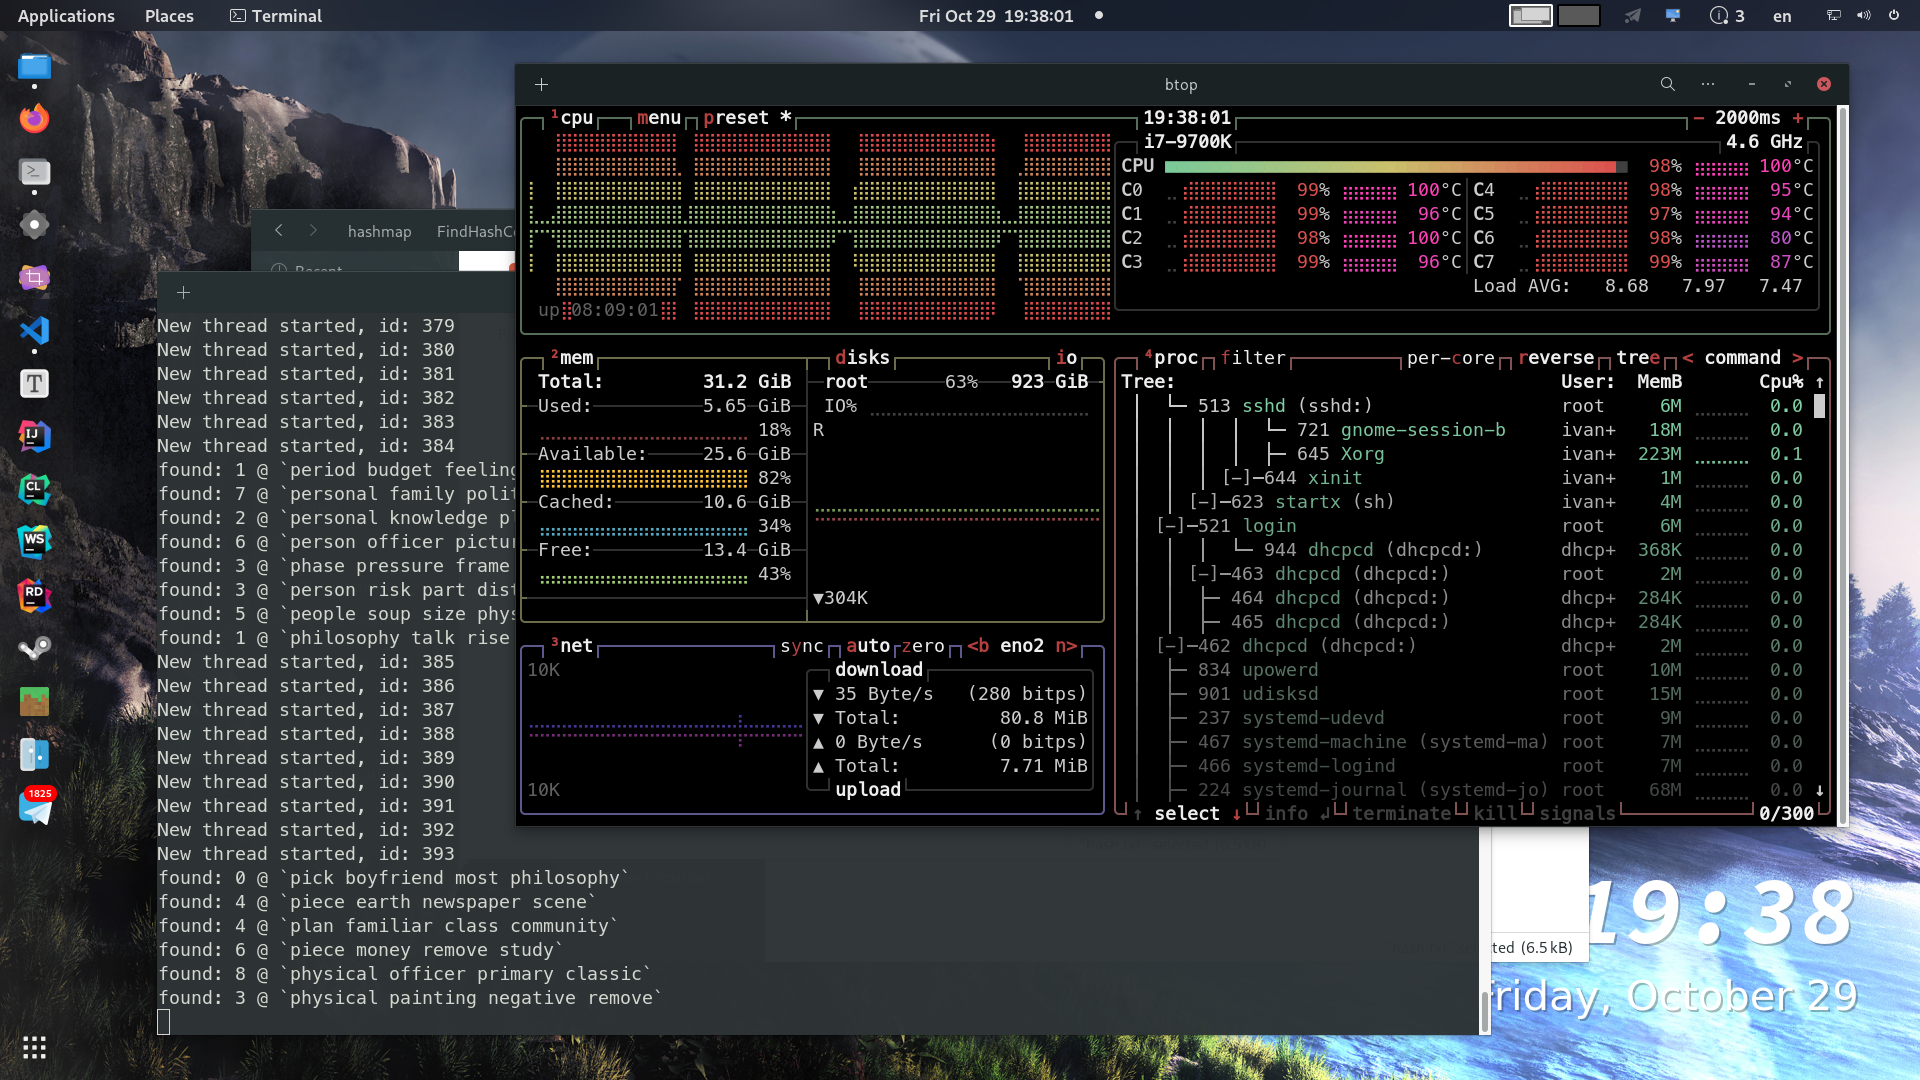 Applications Places Terminal Fri Oct 29 19:38:01 3 en
btop
¹cpu menu preset * 19:38:01 - 2000ms +
i7-9700K 4.6 GHz
CPU 98% 100°C
C0 99% 100°C C4 98% 95°C
C1 99% 96°C C5 97% 94°C
C2 98% 100°C C6 98% 80°C
C3 99% 96°C C7 99% 87°C
Load AVG: 8.68 7.97 7.47
up 08:09:01
²mem disks io
Total: 31.2 GiB root 63% 923 GiB
Used: 5.65 GiB IO%
18% R
Available: 25.6 GiB
82%
Cached: 10.6 GiB
34%
Free: 13.4 GiB
43%
▼304K
³net sync auto zero <b eno2 n>
10K download
▼ 35 Byte/s (280 bitps)
▼ Total: 80.8 MiB
▲ 0 Byte/s (0 bitps)
▲ Total: 7.71 MiB
10K upload
⁴proc filter per-core reverse tree < command >
Tree: User: MemB Cpu% ↑
└─ 513 sshd (sshd:) root 6M 0.0
└─ 721 gnome-session-b ivan+ 18M 0.0
├─ 645 Xorg ivan+ 223M 0.1
[-]─644 xinit ivan+ 1M 0.0
[-]─623 startx (sh) ivan+ 4M 0.0
[-]─521 login root 6M 0.0
└─ 944 dhcpcd (dhcpcd:) dhcp+ 368K 0.0
[-]─463 dhcpcd (dhcpcd:) root 2M 0.0
├─ 464 dhcpcd (dhcpcd:) dhcp+ 284K 0.0
├─ 465 dhcpcd (dhcpcd:) dhcp+ 284K 0.0
[-]─462 dhcpcd (dhcpcd:) dhcp+ 2M 0.0
├─ 834 upowerd root 10M 0.0
├─ 901 udisksd root 15M 0.0
├─ 237 systemd-udevd root 9M 0.0
├─ 467 systemd-machine (systemd-ma) root 7M 0.0
├─ 466 systemd-logind root 7M 0.0
├─ 224 systemd-journal (systemd-jo) root 68M 0.0 ↓
↑ select ↓ info ↲ terminate kill signals 0/300
hashmap FindHashC
Recent
New thread started, id: 379
New thread started, id: 380
New thread started, id: 381
New thread started, id: 382
New thread started, id: 383
New thread started, id: 384
found: 1 @ `period budget feeling
found: 7 @ `personal family polit
found: 2 @ `personal knowledge pl
found: 6 @ `person officer pictur
found: 3 @ `phase pressure frame
found: 3 @ `person risk part dist
found: 5 @ `people soup size phys
found: 1 @ `philosophy talk rise
New thread started, id: 385
New thread started, id: 386
New thread started, id: 387
New thread started, id: 388
New thread started, id: 389
New thread started, id: 390
New thread started, id: 391
New thread started, id: 392
New thread started, id: 393
found: 0 @ `pick boyfriend most philosophy`
found: 4 @ `piece earth newspaper scene`
found: 4 @ `plan familiar class community`
found: 6 @ `piece money remove study`
found: 8 @ `physical officer primary classic`
found: 3 @ `physical painting negative remove`
ted (6.5 kB)
19:38
Friday, October 29
T
IJ
CL
WS
RD
1825